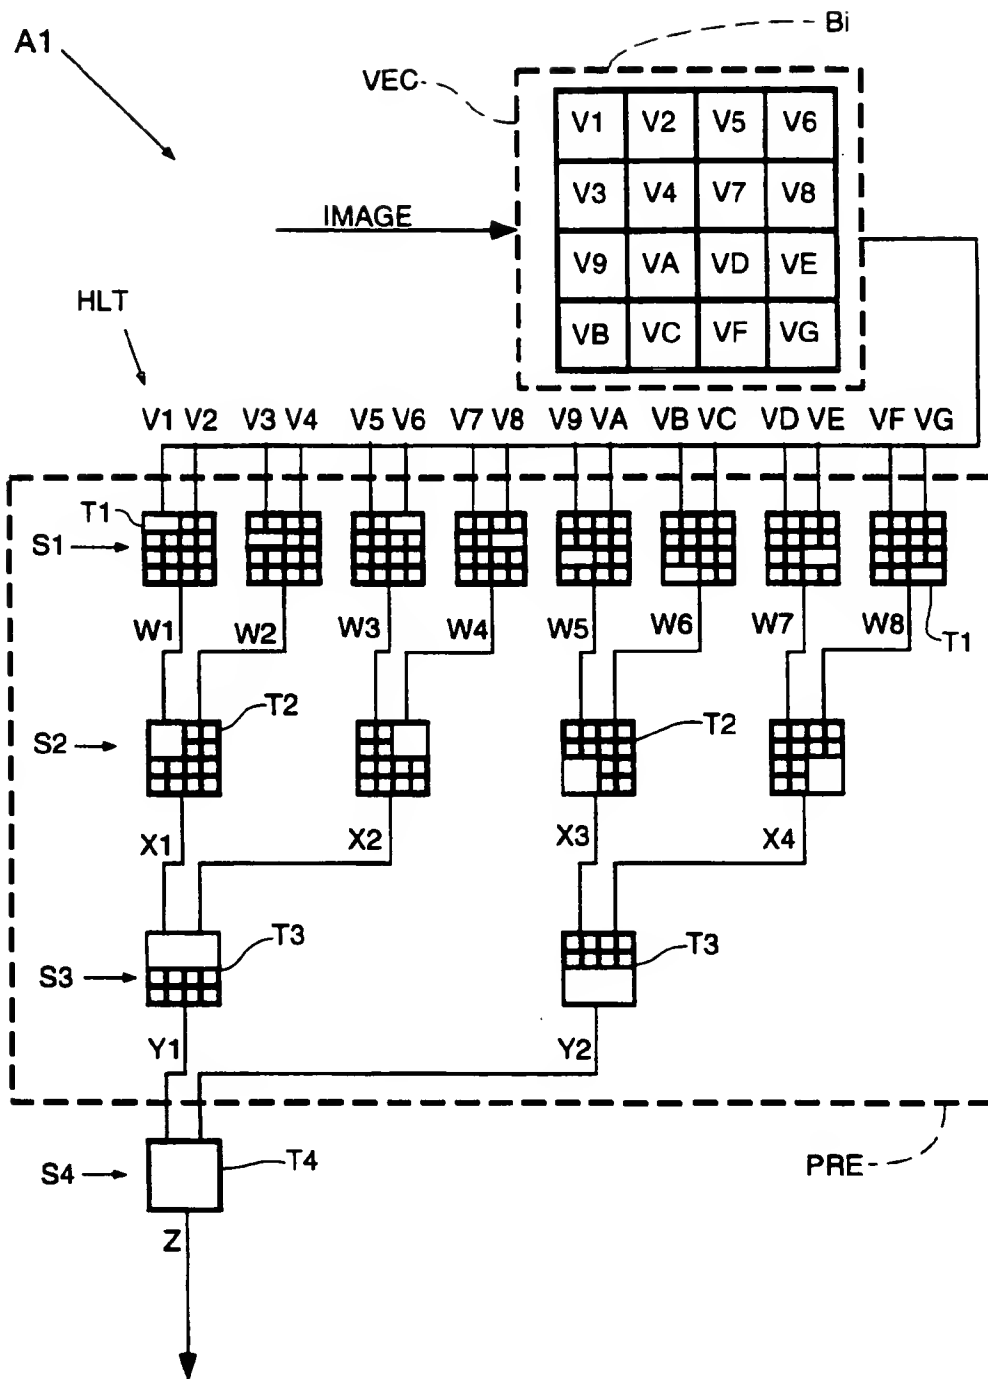 A1
Bi
VEC
V1 V2 V5 V6
IMAGE
V3 V4 V7 V8
V9 VA VD VE
HLT
VB VC VF VG
V1 V2 V3 V4 V5 V6 V7 V8 V9 VA VB VC VD VE VF VG
T1
S1
W1 W2 W3 W4 W5 W6 W7 W8
T1
T2 T2
S2
X1 X2 X3 X4
T3 T3
S3
Y1 Y2
S4 T4 PRE
Z